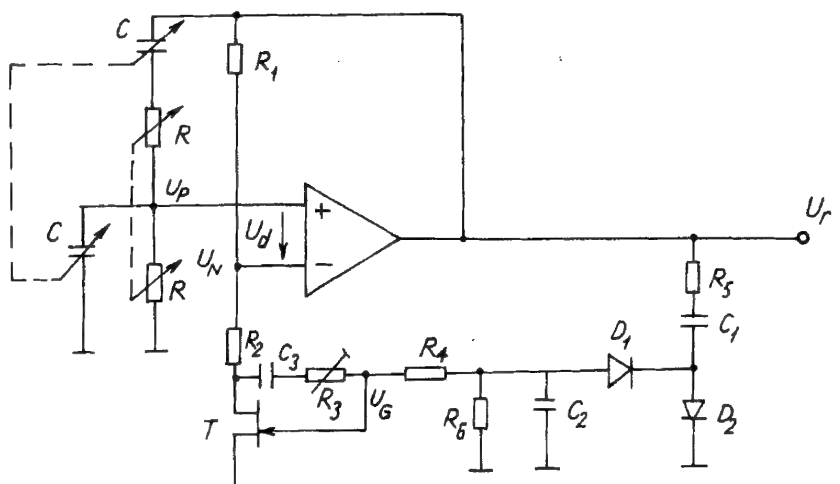 C
R₁
R
U_P
U_r
C
U_d
+
−
U_N
R
R₅
C₁
R₂
C₃
R₄
D₁
R₃
U_G
R₆
C₂
D₂
T